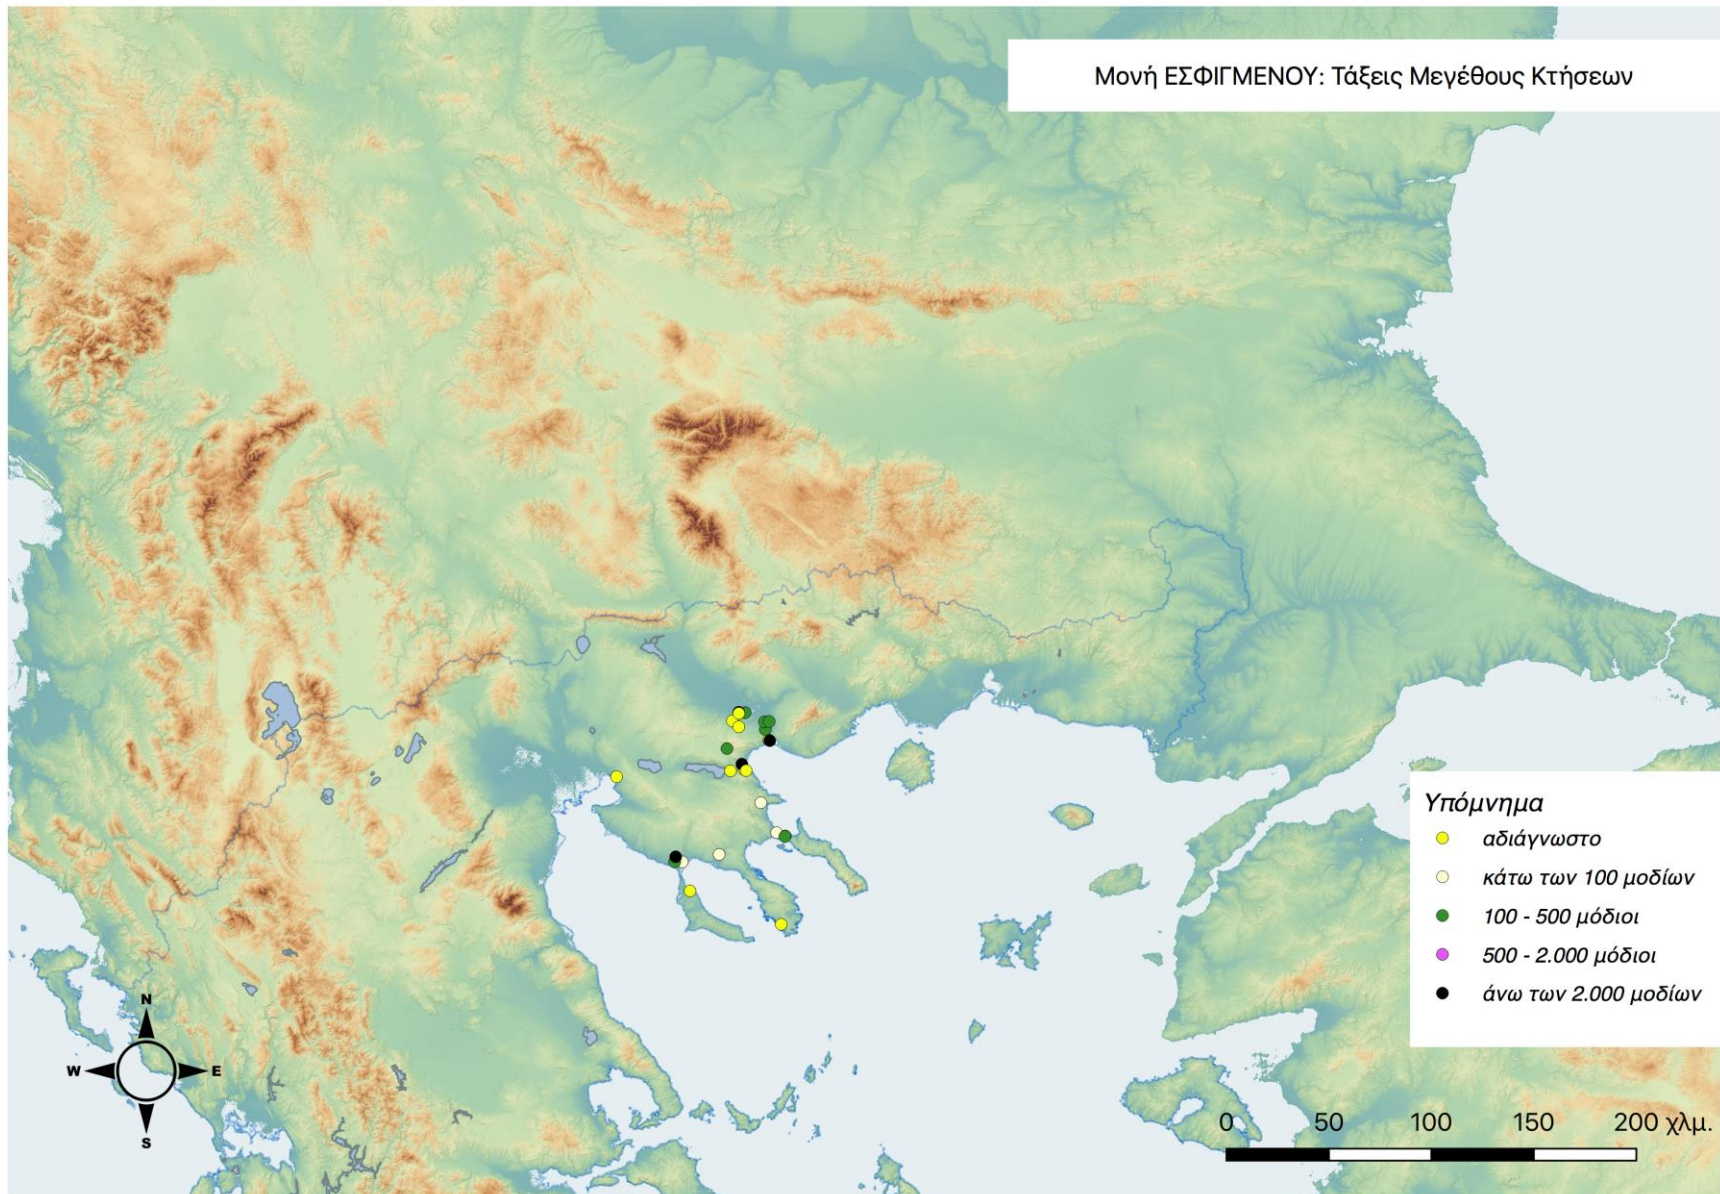 Μονή ΕΣΦΙΓΜΕΝΟΥ: Τάξεις Μεγέθους Κτήσεων
Υπόμνημα
αδιάγνωστο
κάτω των 100 μοδίων
100 - 500 μόδιοι
500 - 2.000 μόδιοι
άνω των 2.000 μοδίων
N
W E
S
0 50 100 150 200 χλμ.